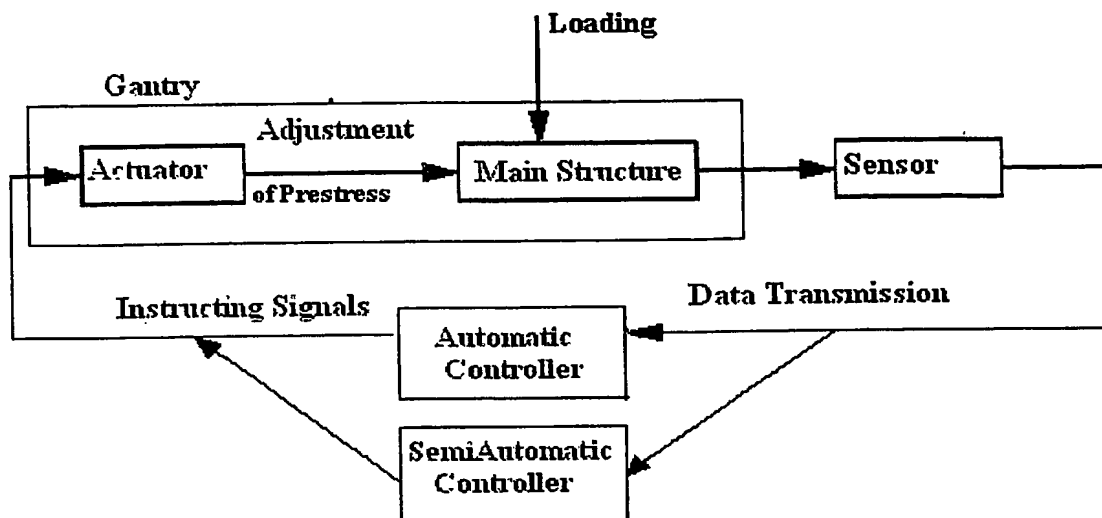 Loading
Gantry
Adjustment
Actuator
of Prestress
Main Structure
Sensor
Instructing Signals
Data Transmission
Automatic
Controller
SemiAutomatic
Controller